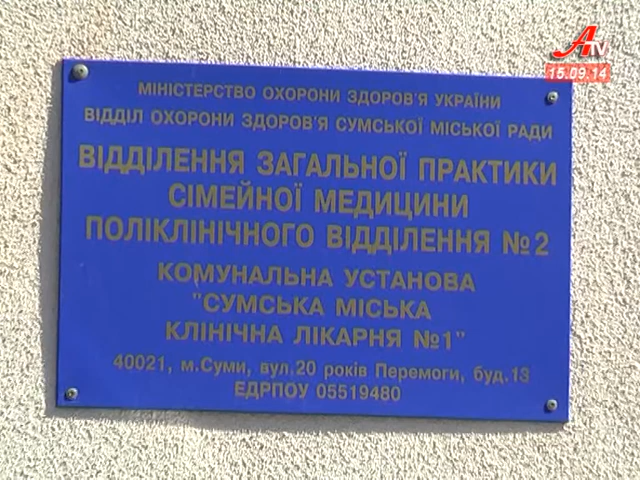 ATV
15.09.14
МІНІСТЕРСТВО ОХОРОНИ ЗДОРОВ'Я УКРАЇНИ
ВІДДІЛ ОХОРОНИ ЗДОРОВ'Я СУМСЬКОЇ МІСЬКОЇ РАДИ
ВІДДІЛЕННЯ ЗАГАЛЬНОЇ ПРАКТИКИ
СІМЕЙНОЇ МЕДИЦИНИ
ПОЛІКЛІНІЧНОГО ВІДДІЛЕННЯ №2
КОМУНАЛЬНА УСТАНОВА
"СУМСЬКА МІСЬКА
КЛІНІЧНА ЛІКАРНЯ №1"
40021, м.Суми, вул.20 років Перемоги, буд.13
ЕДРПОУ 05519480